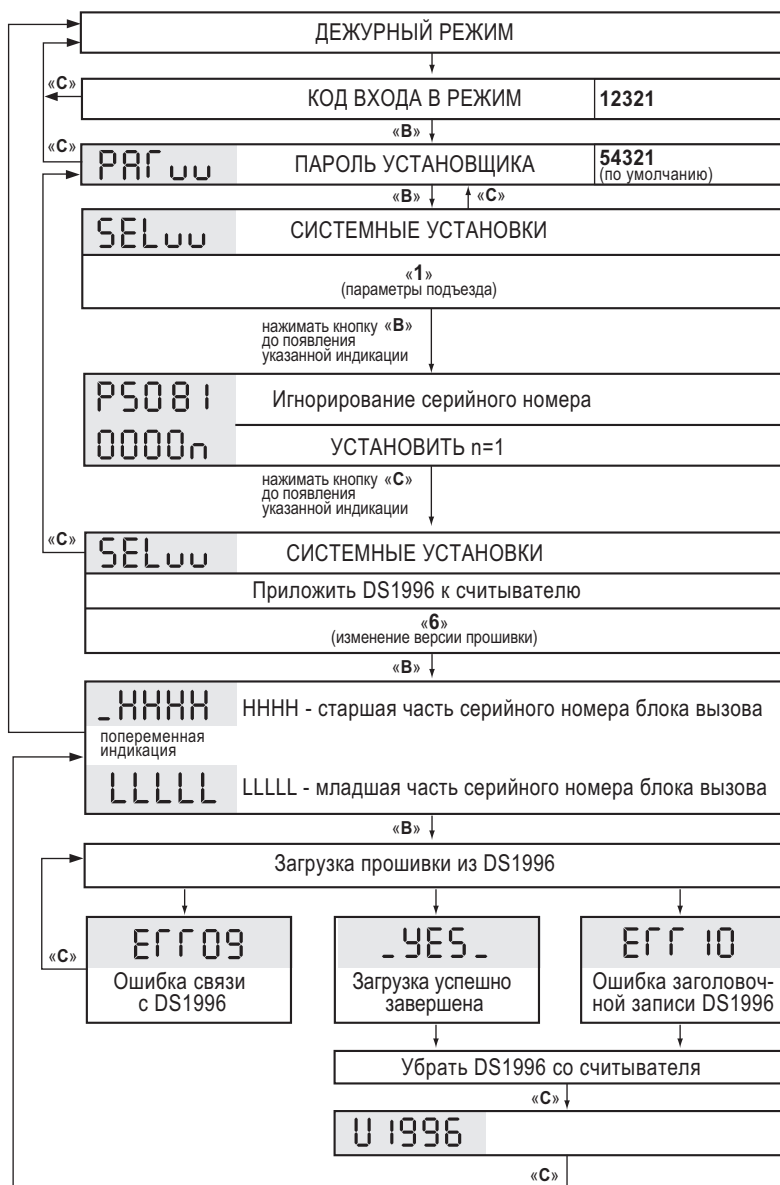 ДЕЖУРНЫЙ РЕЖИМ
«С»
КОД ВХОДА В РЕЖИМ 12321
«В»
«С»
PAГuu ПАРОЛЬ УСТАНОВЩИКА 54321
(по умолчанию)
«В» «С»
SELuu СИСТЕМНЫЕ УСТАНОВКИ
«1»
(параметры подъезда)
нажимать кнопку «В»
до появления
указанной индикации
PS081 Игнорирование серийного номера
0000n УСТАНОВИТЬ n=1
нажимать кнопку «С»
до появления
указанной индикации
«С»
SELuu СИСТЕМНЫЕ УСТАНОВКИ
Приложить DS1996 к считывателю
«6»
(изменение версии прошивки)
«В»
_HHHH HHHH - старшая часть серийного номера блока вызова
попеременная
индикация
LLLLL LLLLL - младшая часть серийного номера блока вызова
«В»
Загрузка прошивки из DS1996
«С»
EГГ09
Ошибка связи
с DS1996
_YES_
Загрузка успешно
завершена
EГГ10
Ошибка заголовоч-
ной записи DS1996
Убрать DS1996 со считывателя
«С»
U1996
«С»